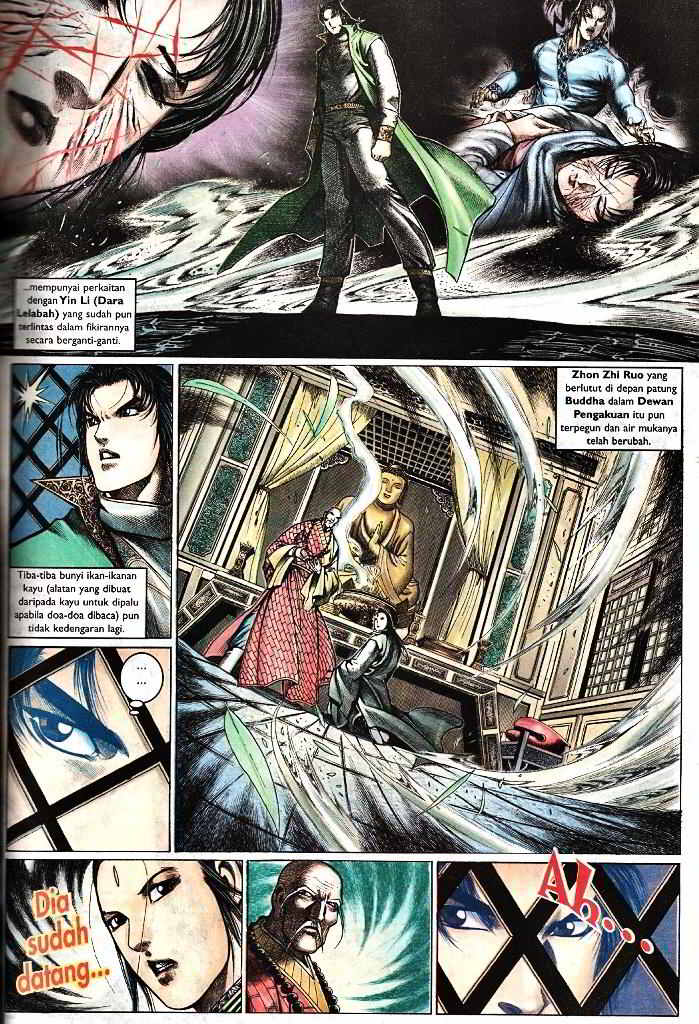 ...mempunyai perkaitan
dengan Yin Li (Dara
Lelabah) yang sudah pun
terlintas dalam fikirannya
secara berganti-ganti.
Zhon Zhi Ruo yang
berlutut di depan patung
Buddha dalam Dewan
Pengakuan itu pun
terpegun dan air mukanya
telah berubah.
Tiba-tiba bunyi ikan-ikanan
kayu (alatan yang dibuat
daripada kayu untuk dipalu
apabila doa-doa dibaca) pun
tidak kedengaran lagi.
...
...
Dia
sudah
datang...
Ah...